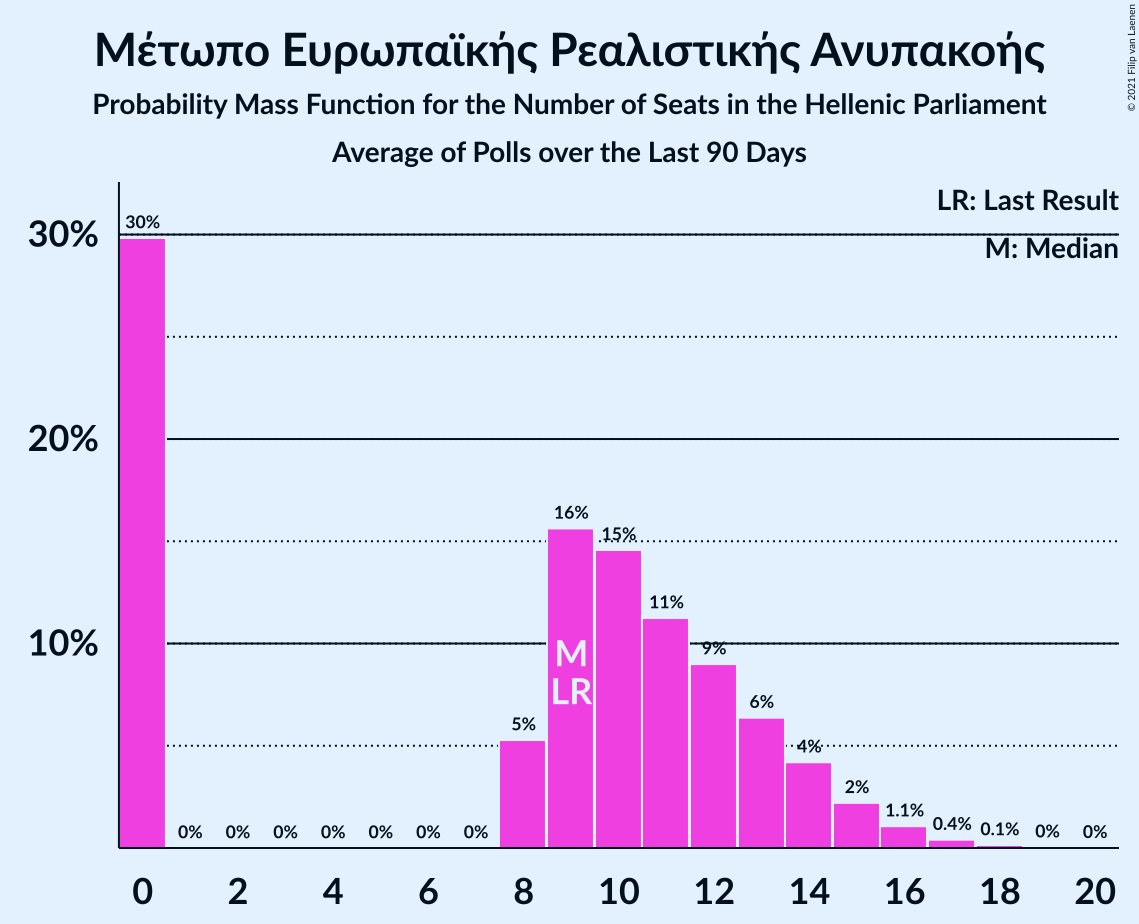 Μέτωπο Ευρωπαϊκής Ρεαλιστικής Ανυπακοής
Probability Mass Function for the Number of Seats in the Hellenic Parliament
Average of Polls over the Last 90 Days
© 2021 Filip van Laenen
LR: Last Result
M: Median
30%
20%
10%
30%
0%
0%
0%
0%
0%
0%
0%
5%
16%
15%
11%
9%
6%
4%
2%
1.1%
0.4%
0.1%
0%
0%
M
LR
0 2 4 6 8 10 12 14 16 18 20